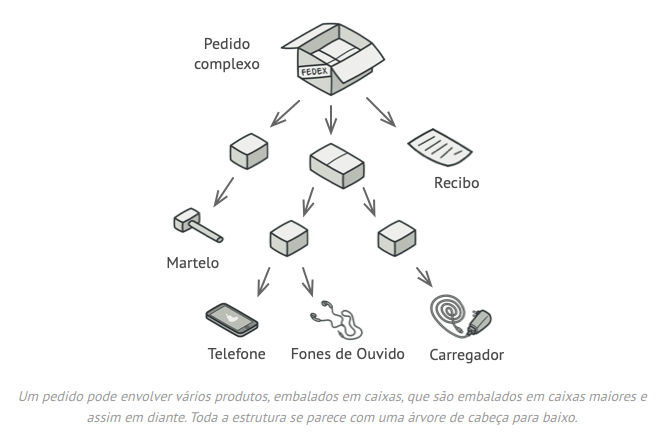 Pedido
complexo
FEDEX
Recibo
Martelo
Telefone
Fones de Ouvido
Carregador
Um pedido pode envolver vários produtos, embalados em caixas, que são embalados em caixas maiores e
assim em diante. Toda a estrutura se parece com uma árvore de cabeça para baixo.